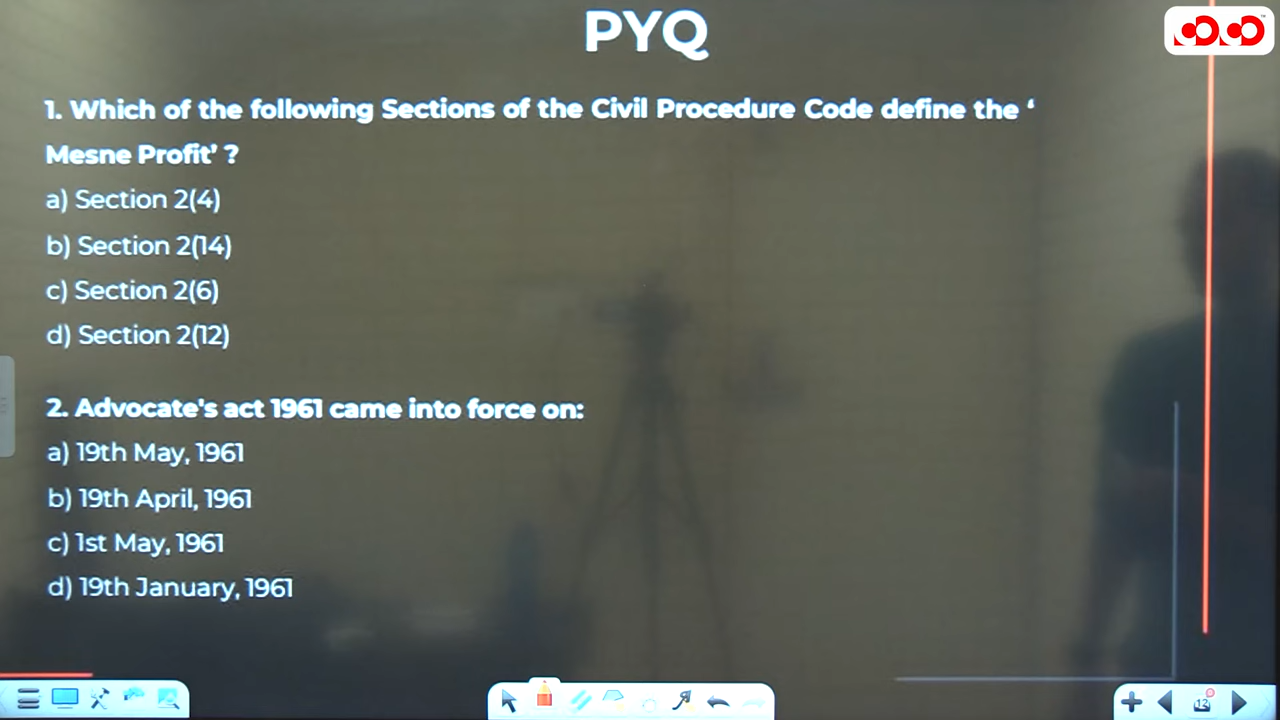 PYQ
1. Which of the following Sections of the Civil Procedure Code define the ‘
Mesne Profit’ ?
a) Section 2(4)
b) Section 2(14)
c) Section 2(6)
d) Section 2(12)
2. Advocate's act 1961 came into force on:
a) 19th May, 1961
b) 19th April, 1961
c) 1st May, 1961
d) 19th January, 1961
12